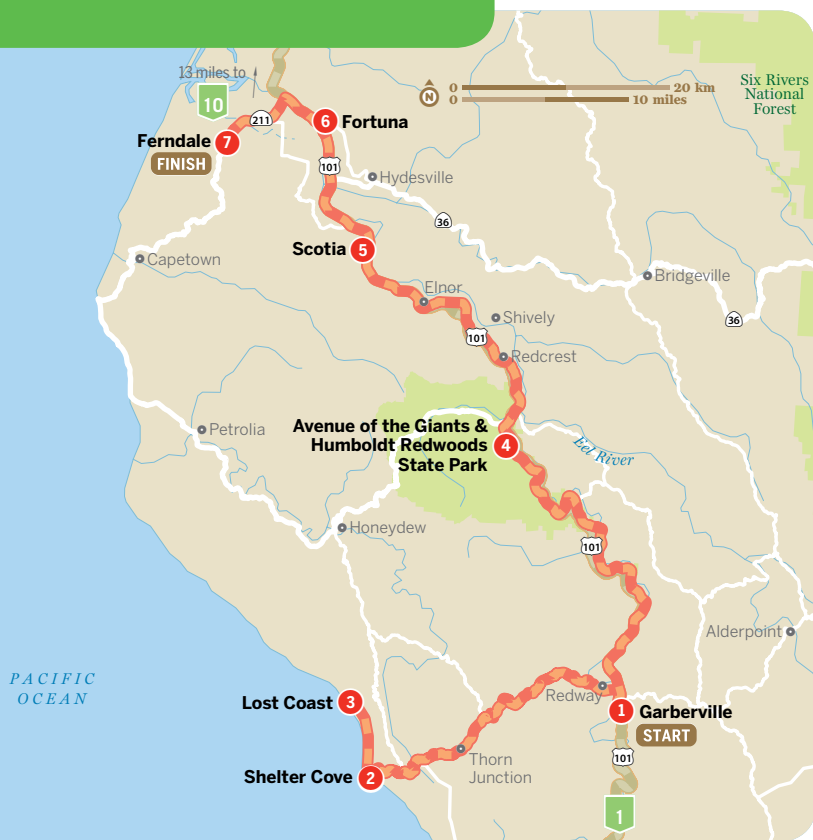 13 miles to
10
211
Ferndale 7
FINISH
6 Fortuna
101
N
0 20 km
0 10 miles
Six Rivers
National
Forest
Hydesville
36
Scotia 5
Capetown
Elnor
Bridgeville
36
Shively
101
Redcrest
Avenue of the Giants &
Humboldt Redwoods
State Park
4
Petrolia
Eel River
Honeydew
101
Alderpoint
PACIFIC
OCEAN
Lost Coast 3
Redway
1 Garberville
START
Shelter Cove 2
Thorn
Junction
101
1